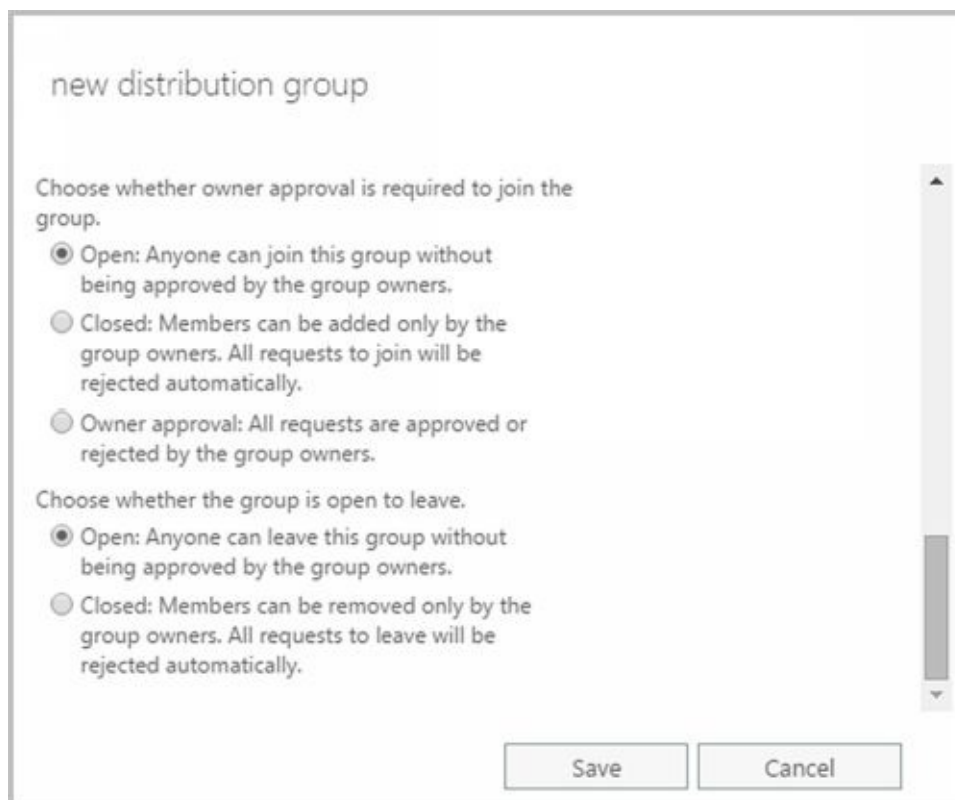 new distribution group
Choose whether owner approval is required to join the
group.
Open: Anyone can join this group without
being approved by the group owners.
Closed: Members can be added only by the
group owners. All requests to join will be
rejected automatically.
Owner approval: All requests are approved or
rejected by the group owners.
Choose whether the group is open to leave.
Open: Anyone can leave this group without
being approved by the group owners.
Closed: Members can be removed only by the
group owners. All requests to leave will be
rejected automatically.
Save Cancel